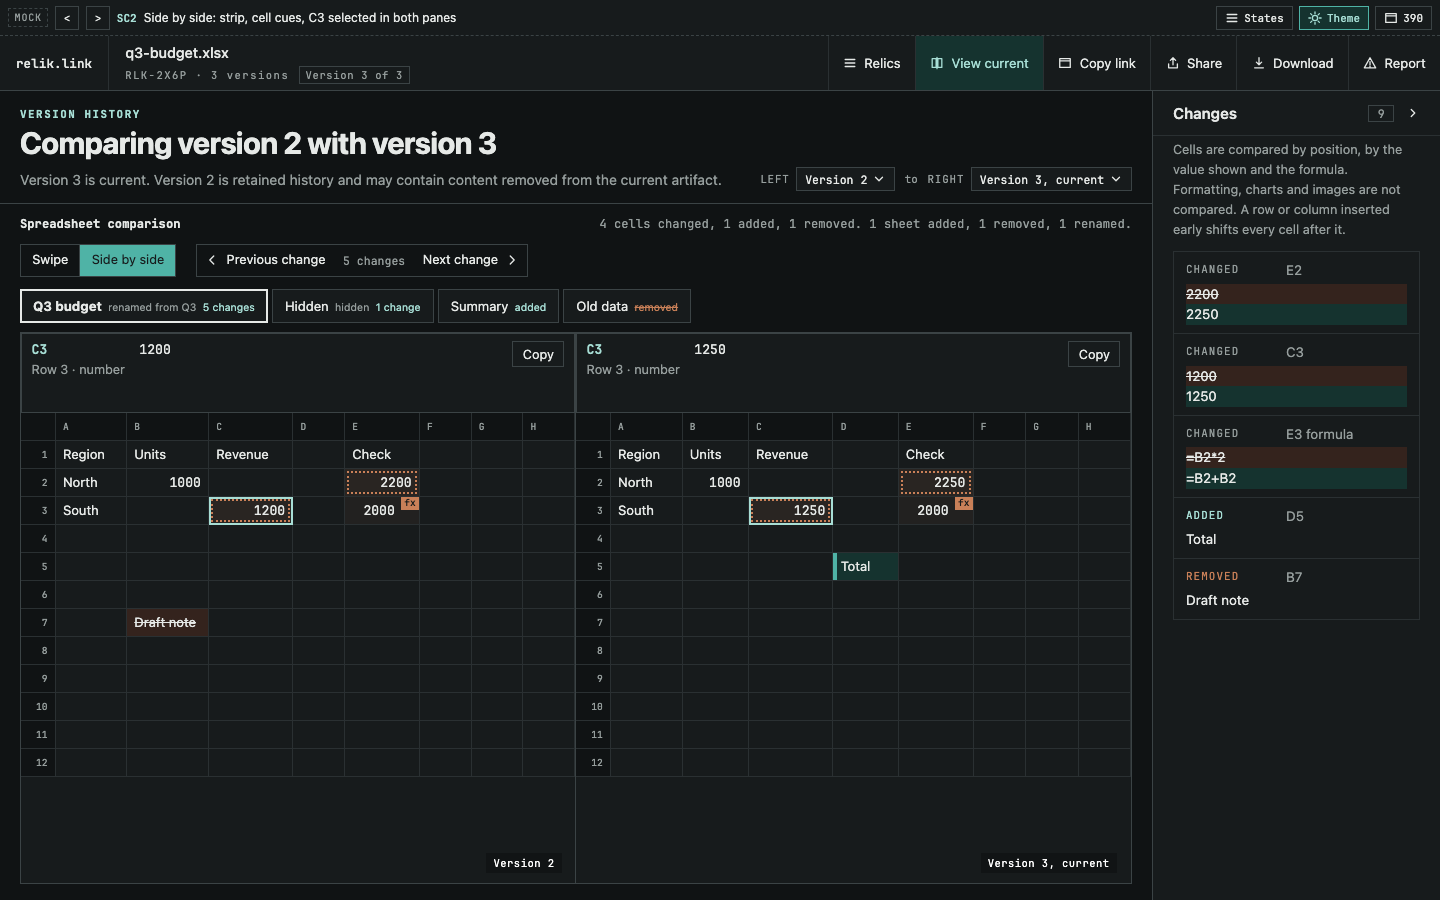 MOCK < > SC2 Side by side: strip, cell cues, C3 selected in both panes States Theme 390
relik.link q3-budget.xlsx Relics View current Copy link Share Download Report
RLK-2X6P · 3 versions Version 3 of 3
VERSION HISTORY
Comparing version 2 with version 3
Version 3 is current. Version 2 is retained history and may contain content removed from the current artifact. LEFT Version 2 to RIGHT Version 3, current
Spreadsheet comparison 4 cells changed, 1 added, 1 removed. 1 sheet added, 1 removed, 1 renamed.
Swipe Side by side Previous change 5 changes Next change
Q3 budget renamed from Q3 5 changes Hidden hidden 1 change Summary added Old data removed
C3 1200 Copy
Row 3 · number
A B C D E F G H
1 Region Units Revenue Check
2 North 1000 2200
3 South 1200 2000 fx
4
5
6
7 Draft note
8
9
10
11
12
Version 2
C3 1250 Copy
Row 3 · number
A B C D E F G H
1 Region Units Revenue Check
2 North 1000 2250
3 South 1250 2000 fx
4
5 Total
6
7
8
9
10
11
12
Version 3, current
Changes 9
Cells are compared by position, by the
value shown and the formula.
Formatting, charts and images are not
compared. A row or column inserted
early shifts every cell after it.
CHANGED E2
2200
2250
CHANGED C3
1200
1250
CHANGED E3 formula
=B2*2
=B2+B2
ADDED D5
Total
REMOVED B7
Draft note